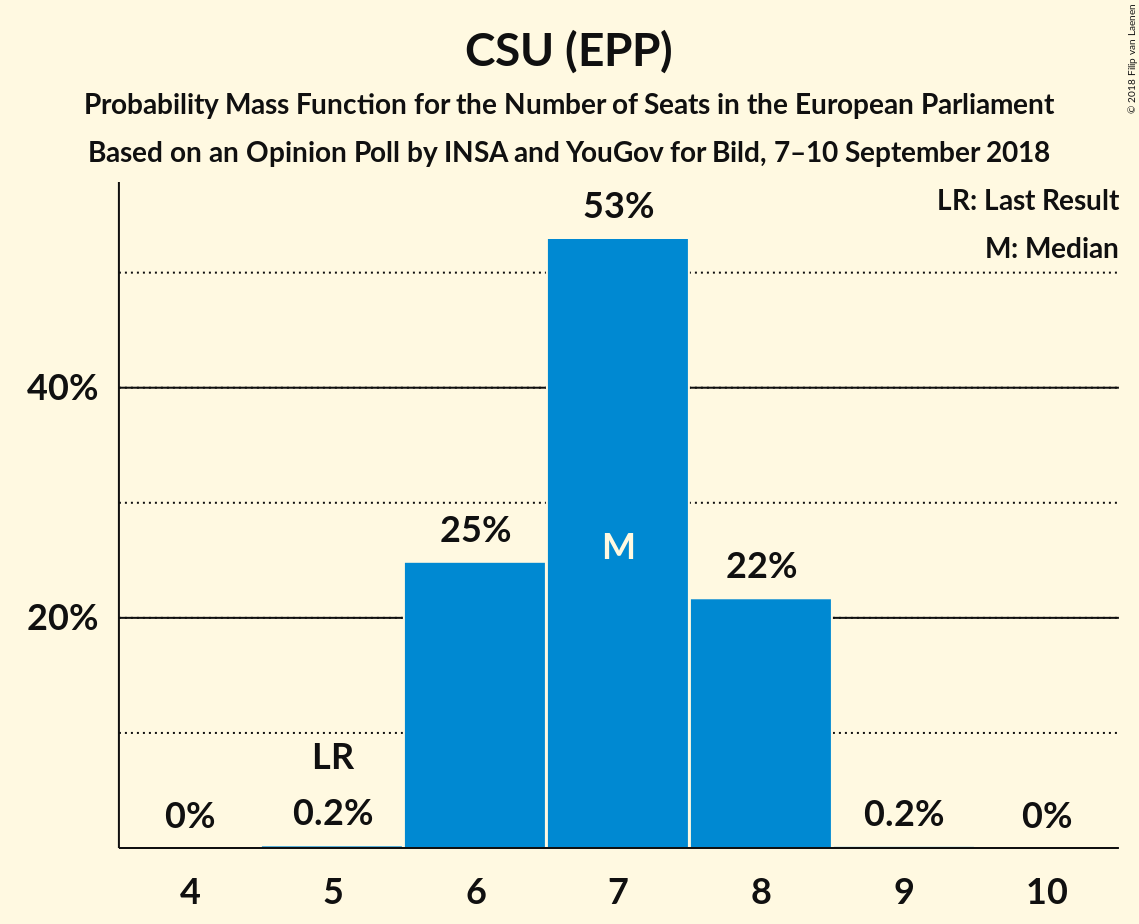 CSU (EPP)
Probability Mass Function for the Number of Seats in the European Parliament
Based on an Opinion Poll by INSA and YouGov for Bild, 7–10 September 2018
© 2018 Filip van Laenen
LR: Last Result
M: Median
53%
40%
25%
M
22%
20%
LR
0%
0.2%
0.2%
0%
4 5 6 7 8 9 10